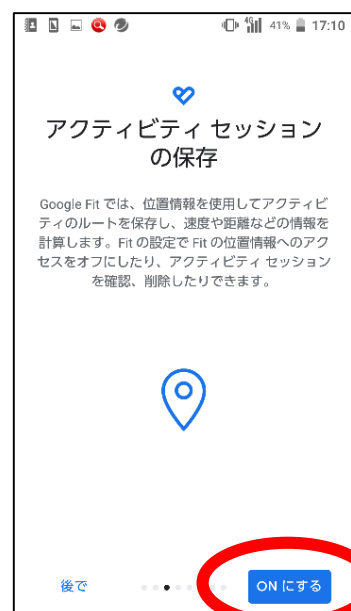 4G 41% 17:10
アクティビティ セッション
の保存
Google Fit では、位置情報を使用してアクティビ
ティのルートを保存し、速度や距離などの情報を
計算します。Fit の設定で Fit の位置情報へのアク
セスをオフにしたり、アクティビティ セッション
を確認、削除したりできます。
後で ON にする